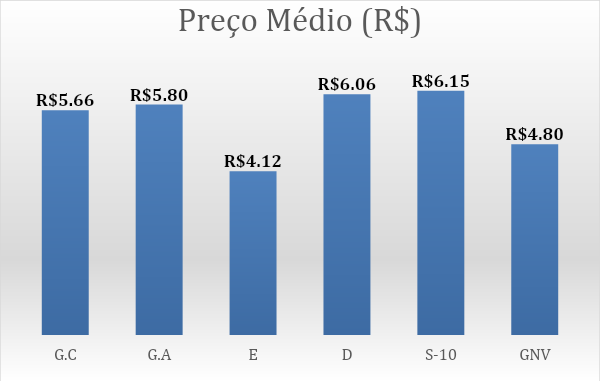 Preço Médio (R$)
R$5.66
R$5.80
R$4.12
R$6.06
R$6.15
R$4.80
G.C
G.A
E
D
S-10
GNV